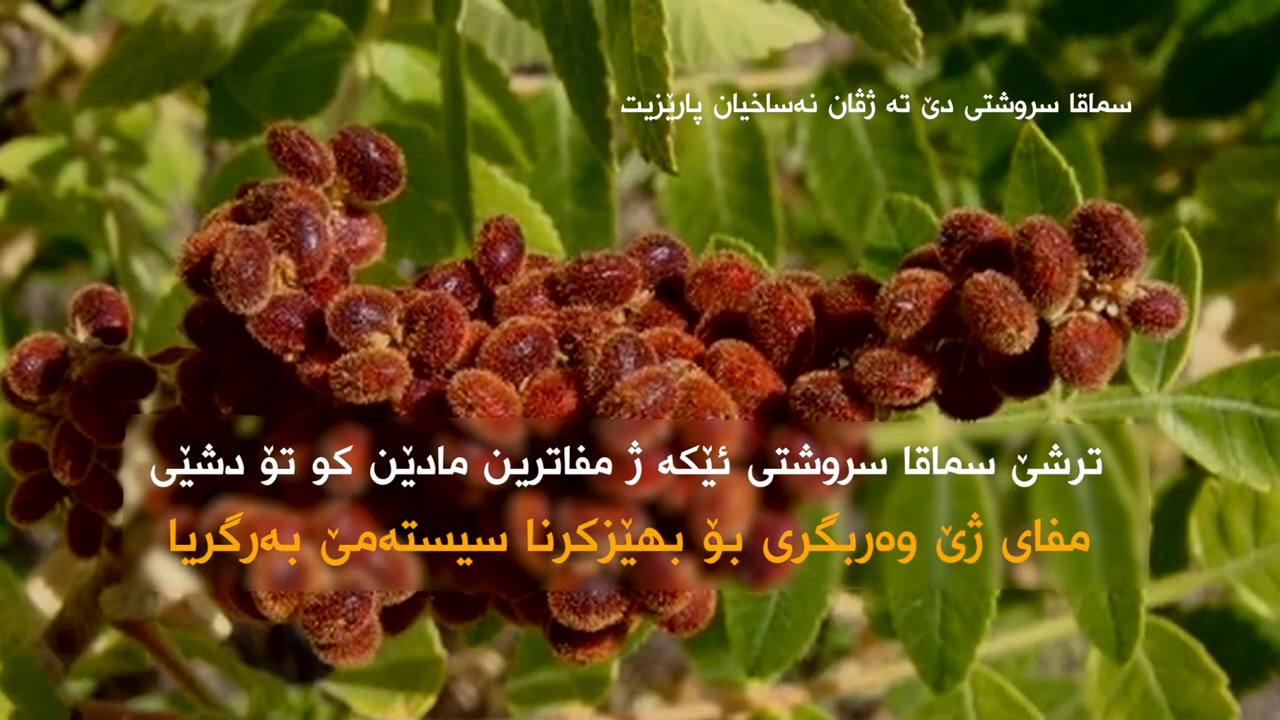 سماقا سروشتی دێ تە ژڤان نەساخیان پارێزیت
ترشێ سماقا سروشتی ئێکە ژ مفاترین مادێن کو تۆ دشێی
مفای ژێ وەربگری بۆ بهێزکرنا سیستەمێ بەرگریا